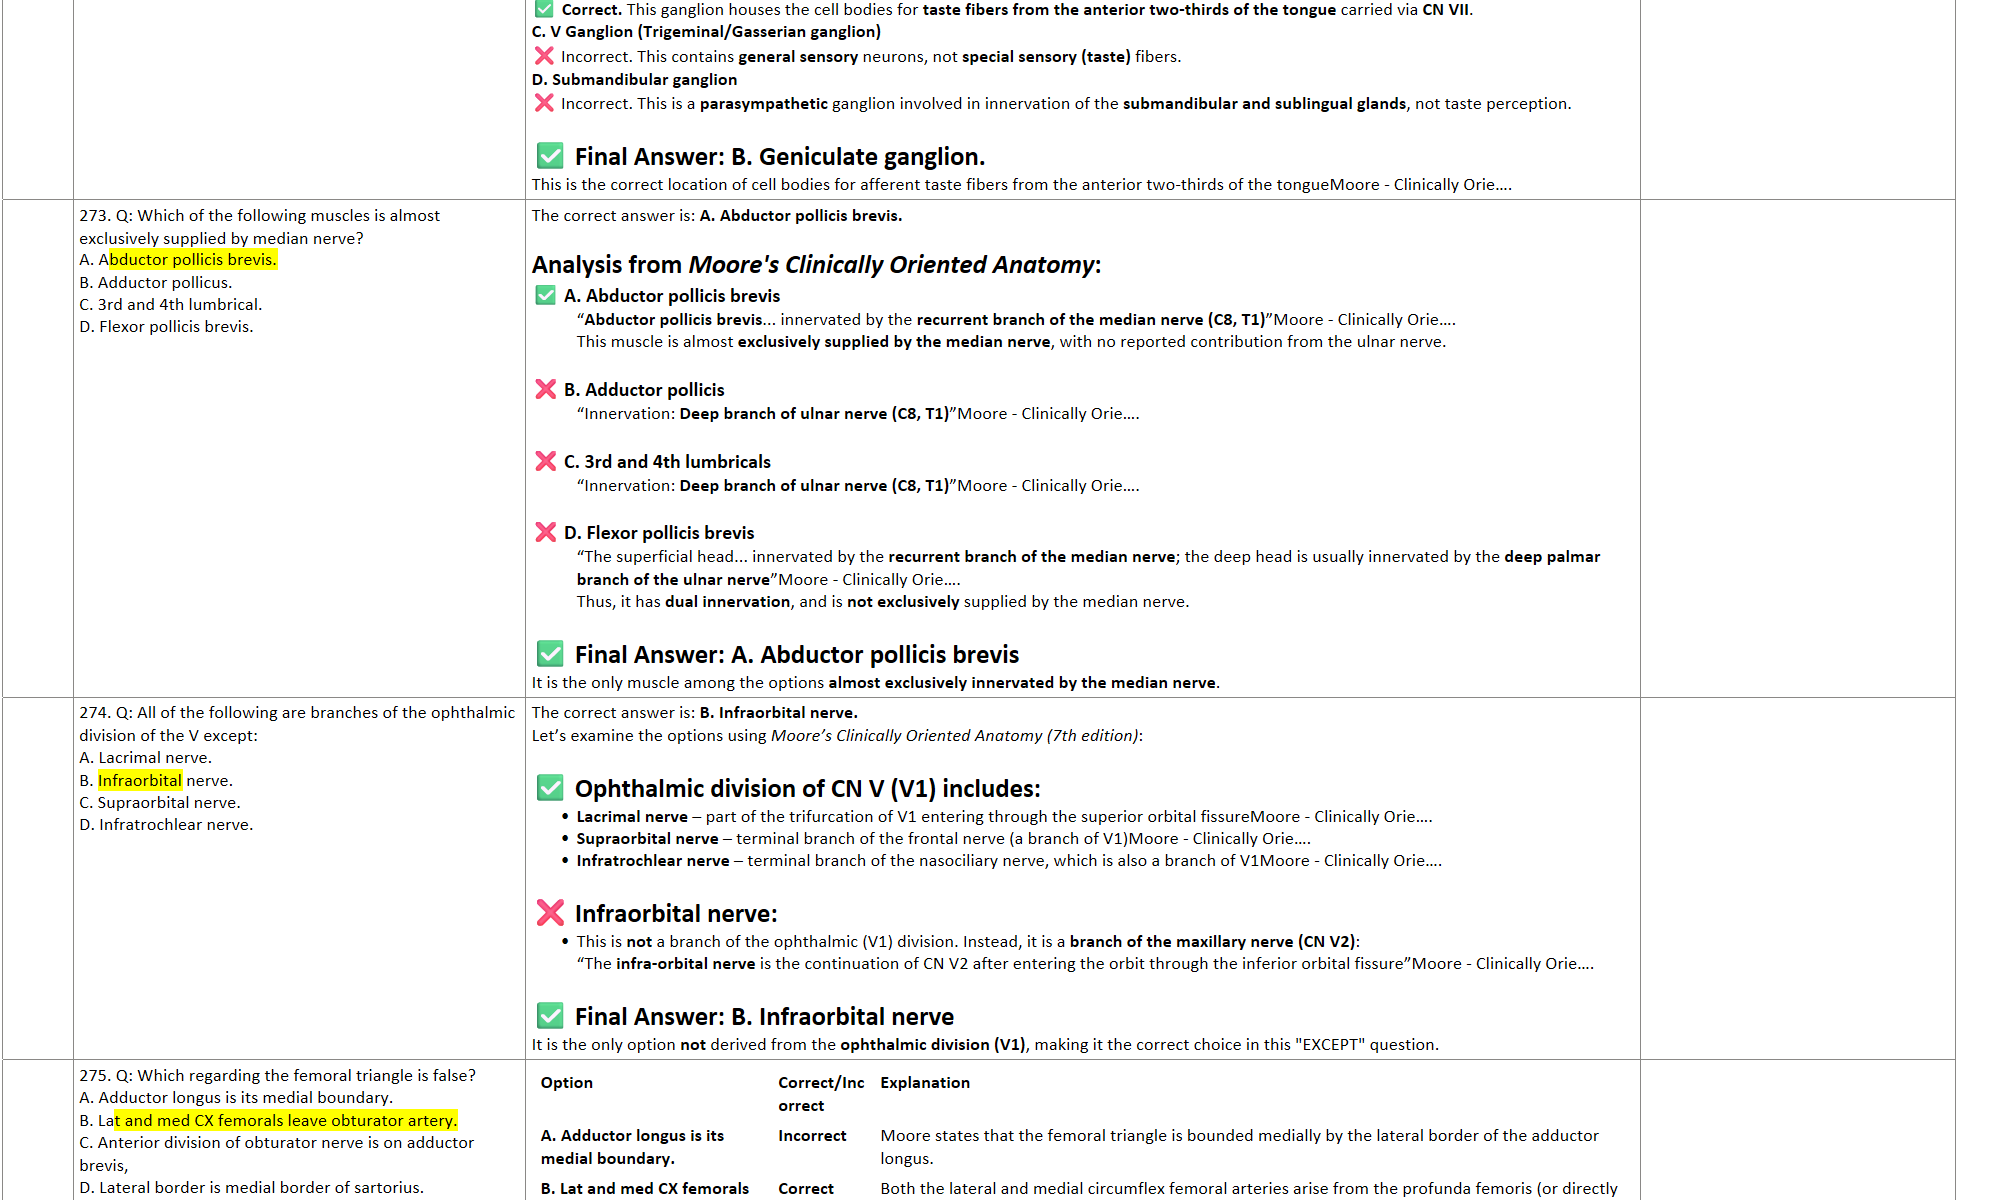 ✅ Correct. This ganglion houses the cell bodies for taste fibers from the anterior two-thirds of the tongue carried via CN VII.
C. V Ganglion (Trigeminal/Gasserian ganglion)
❌ Incorrect. This contains general sensory neurons, not special sensory (taste) fibers.
D. Submandibular ganglion
❌ Incorrect. This is a parasympathetic ganglion involved in innervation of the submandibular and sublingual glands, not taste perception.
✅ Final Answer: B. Geniculate ganglion.
This is the correct location of cell bodies for afferent taste fibers from the anterior two-thirds of the tongueMoore - Clinically Orie….
273. Q: Which of the following muscles is almost
exclusively supplied by median nerve?
A. Abductor pollicis brevis.
B. Adductor pollicus.
C. 3rd and 4th lumbrical.
D. Flexor pollicis brevis.
The correct answer is: A. Abductor pollicis brevis.
Analysis from Moore's Clinically Oriented Anatomy:
✅ A. Abductor pollicis brevis
“Abductor pollicis brevis... innervated by the recurrent branch of the median nerve (C8, T1)”Moore - Clinically Orie….
This muscle is almost exclusively supplied by the median nerve, with no reported contribution from the ulnar nerve.
❌ B. Adductor pollicis
“Innervation: Deep branch of ulnar nerve (C8, T1)”Moore - Clinically Orie….
❌ C. 3rd and 4th lumbricals
“Innervation: Deep branch of ulnar nerve (C8, T1)”Moore - Clinically Orie….
❌ D. Flexor pollicis brevis
“The superficial head... innervated by the recurrent branch of the median nerve; the deep head is usually innervated by the deep palmar
branch of the ulnar nerve”Moore - Clinically Orie….
Thus, it has dual innervation, and is not exclusively supplied by the median nerve.
✅ Final Answer: A. Abductor pollicis brevis
It is the only muscle among the options almost exclusively innervated by the median nerve.
274. Q: All of the following are branches of the ophthalmic
division of the V except:
A. Lacrimal nerve.
B. Infraorbital nerve.
C. Supraorbital nerve.
D. Infratrochlear nerve.
The correct answer is: B. Infraorbital nerve.
Let’s examine the options using Moore’s Clinically Oriented Anatomy (7th edition):
✅ Ophthalmic division of CN V (V1) includes:
• Lacrimal nerve – part of the trifurcation of V1 entering through the superior orbital fissureMoore - Clinically Orie….
• Supraorbital nerve – terminal branch of the frontal nerve (a branch of V1)Moore - Clinically Orie….
• Infratrochlear nerve – terminal branch of the nasociliary nerve, which is also a branch of V1Moore - Clinically Orie….
❌ Infraorbital nerve:
• This is not a branch of the ophthalmic (V1) division. Instead, it is a branch of the maxillary nerve (CN V2):
“The infra-orbital nerve is the continuation of CN V2 after entering the orbit through the inferior orbital fissure”Moore - Clinically Orie….
✅ Final Answer: B. Infraorbital nerve
It is the only option not derived from the ophthalmic division (V1), making it the correct choice in this "EXCEPT" question.
275. Q: Which regarding the femoral triangle is false?
A. Adductor longus is its medial boundary.
B. Lat and med CX femorals leave obturator artery.
C. Anterior division of obturator nerve is on adductor
brevis,
D. Lateral border is medial border of sartorius.
Option Correct/Inc Explanation
orrect
A. Adductor longus is its Incorrect Moore states that the femoral triangle is bounded medially by the lateral border of the adductor
medial boundary. longus.
B. Lat and med CX femorals Correct Both the lateral and medial circumflex femoral arteries arise from the profunda femoris (or directly